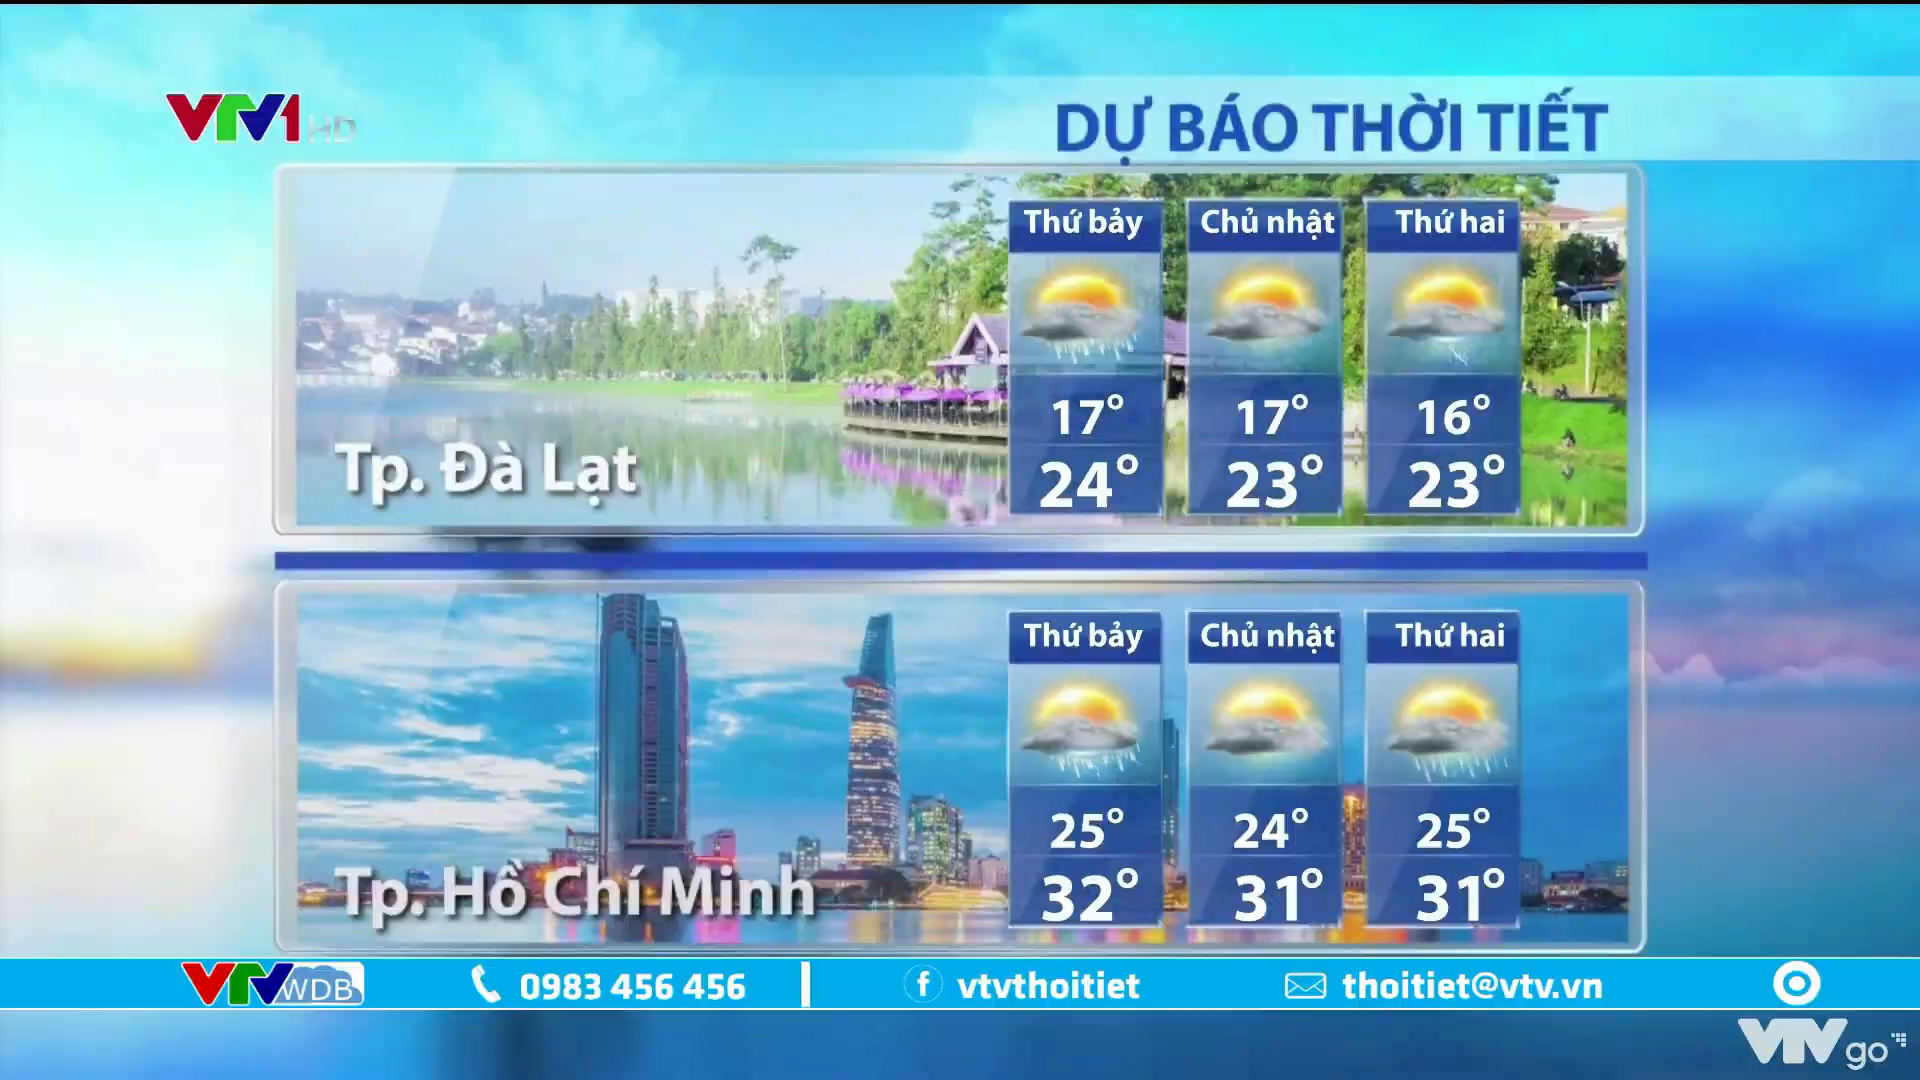 VTV1 HD
DỰ BÁO THỜI TIẾT
Thứ bảy
Chủ nhật
Thứ hai
17°
17°
16°
24°
23°
23°
Tp. Đà Lạt
Thứ bảy
Chủ nhật
Thứ hai
25°
24°
25°
32°
31°
31°
Tp. Hồ Chí Minh
VTV WDB
0983 456 456
vtvthoitiet
thoitiet@vtv.vn
VTV go